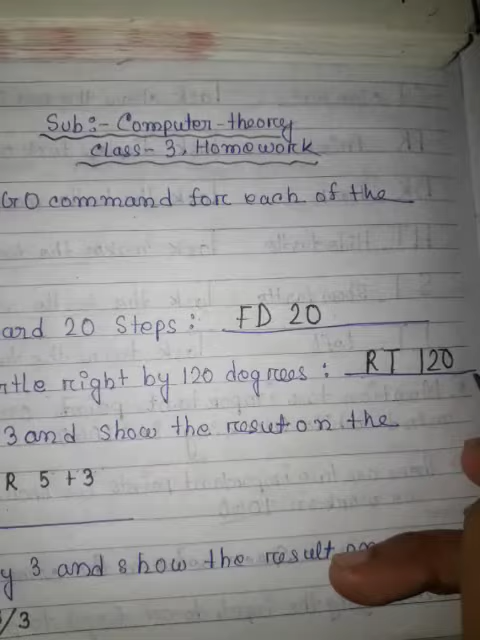 Sub:- Computer-theory
Class-3, Homework
GO command for each of the
ard 20 Steps: FD 20
rtle right by 120 degrees: RT 120
3 and show the resut on the
R 5 + 3
y 3 and show the result on
/3